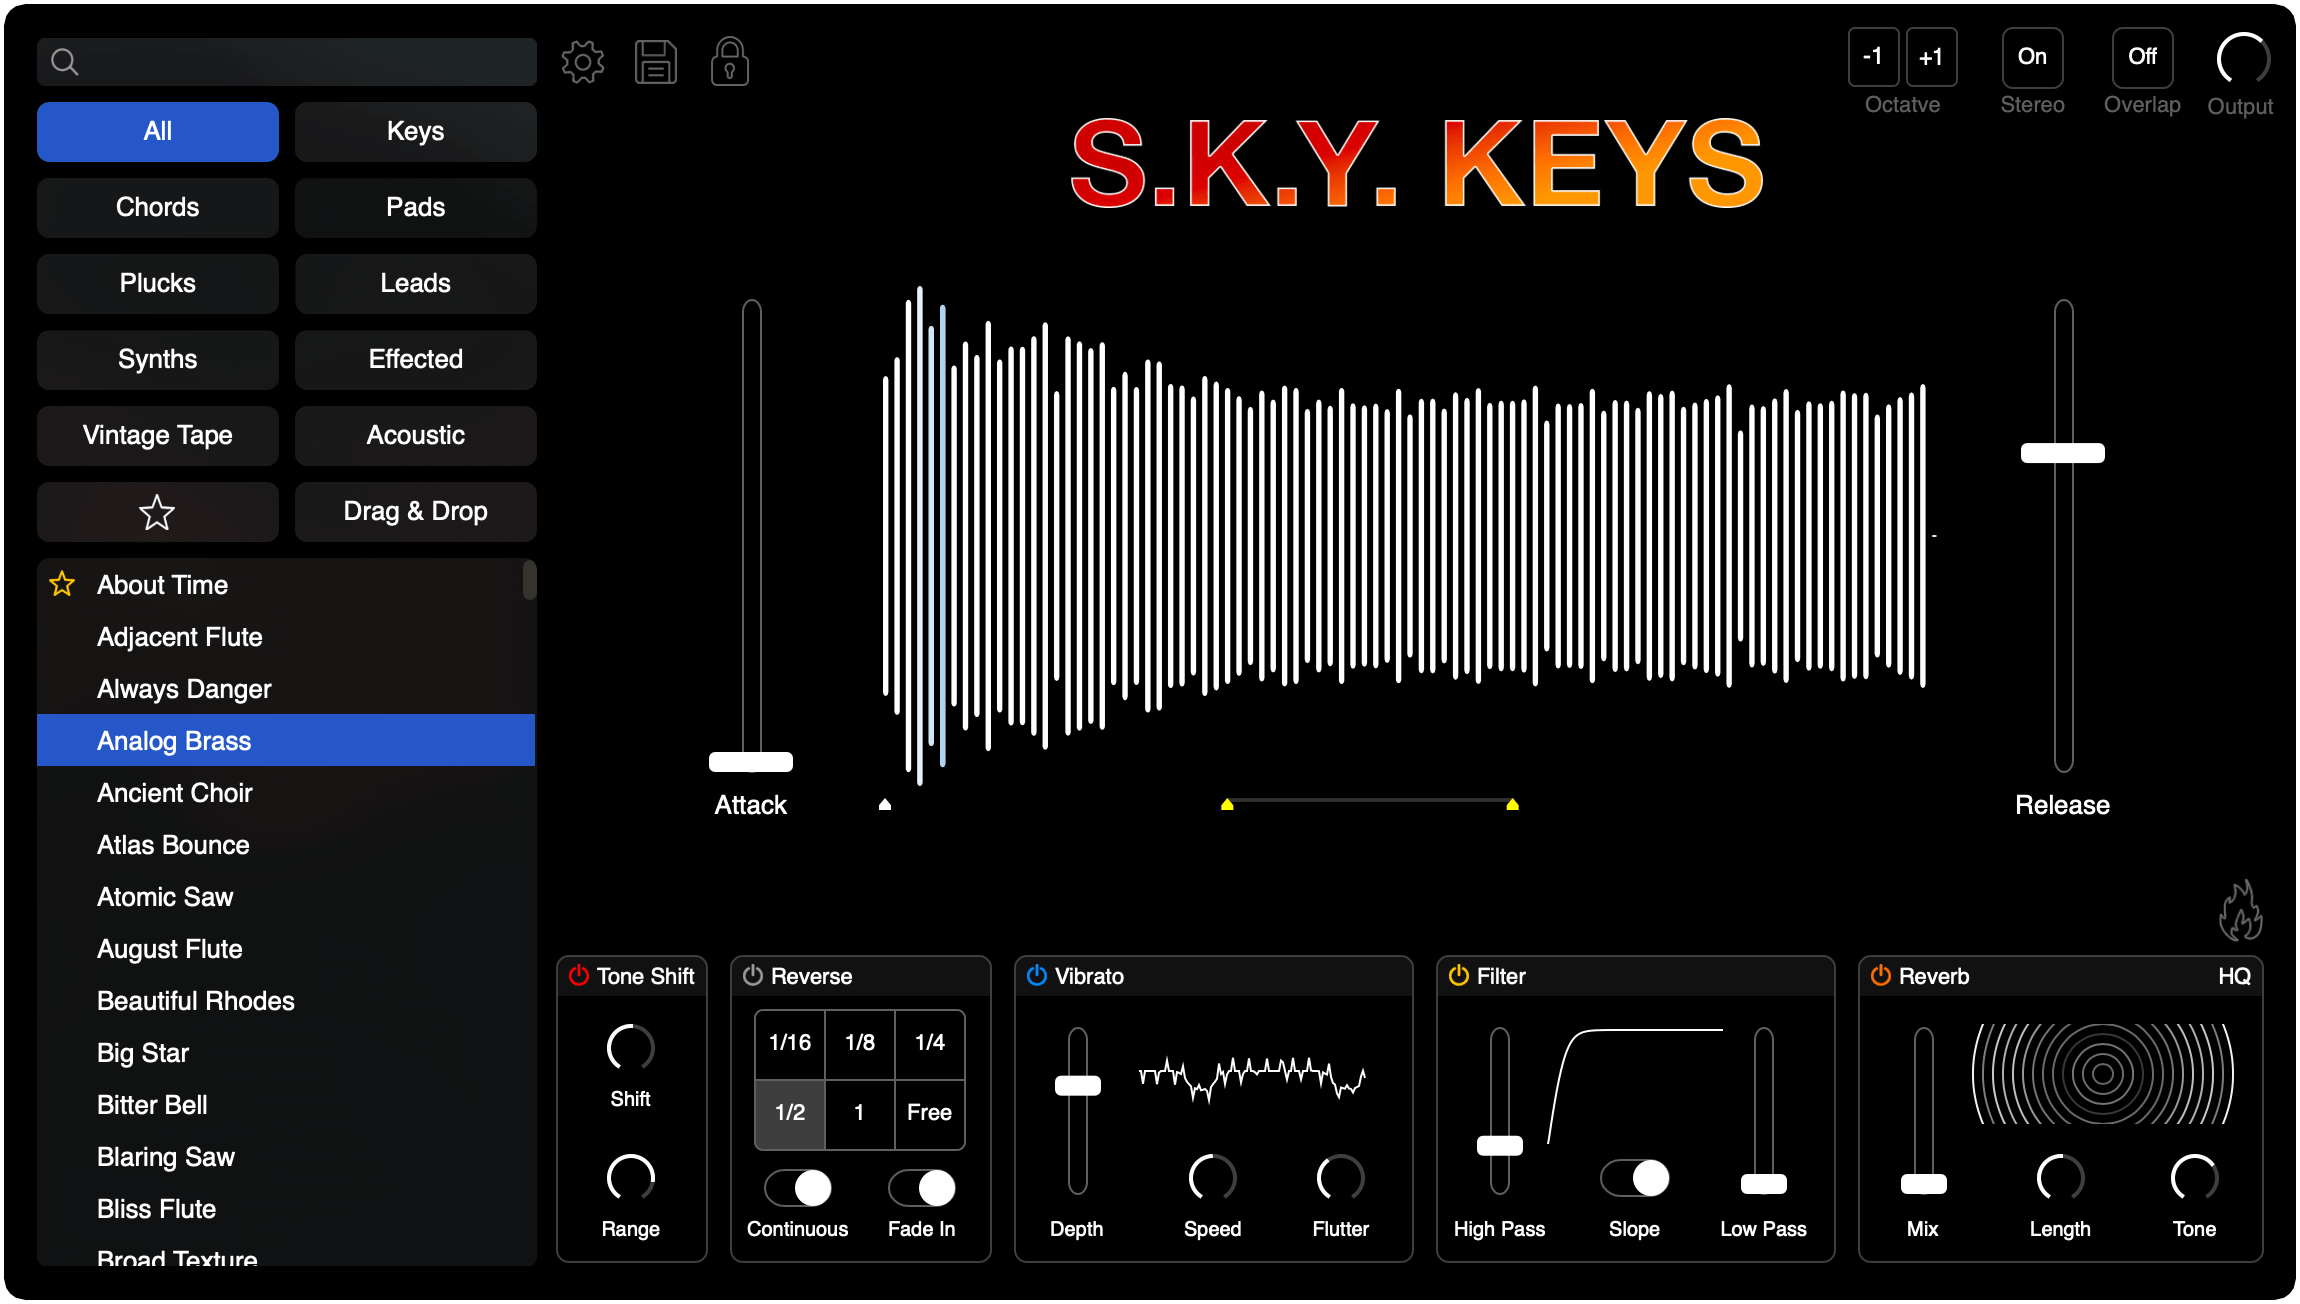 -1 +1 On Off
Octatve Stereo Overlap Output
S.K.Y. KEYS
All Keys
Chords Pads
Plucks Leads
Synths Effected
Vintage Tape Acoustic
Drag & Drop
About Time
Adjacent Flute
Always Danger
Analog Brass
Ancient Choir
Atlas Bounce
Atomic Saw
August Flute
Beautiful Rhodes
Big Star
Bitter Bell
Blaring Saw
Bliss Flute
Broad Texture
Attack
Release
Tone Shift
Shift
Range
Reverse
1/16 1/8 1/4
1/2 1 Free
Continuous Fade In
Vibrato
Depth Speed Flutter
Filter
High Pass Slope Low Pass
Reverb HQ
Mix Length Tone